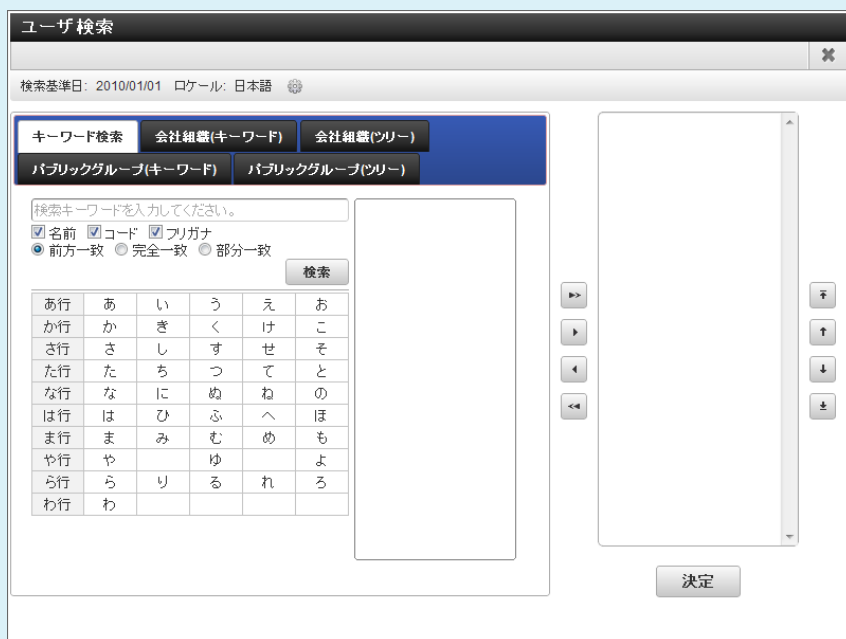 ユーザ検索
検索基準日: 2010/01/01 ロケール: 日本語
キーワード検索 会社組織(キーワード) 会社組織(ツリー)
パブリックグループ(キーワード) パブリックグループ(ツリー)
検索キーワードを入力してください。
名前 コード フリガナ
前方一致 完全一致 部分一致
検索
あ行 あ い う え お
か行 か き く け こ
さ行 さ し す せ そ
た行 た ち つ て と
な行 な に ぬ ね の
は行 は ひ ふ へ ほ
ま行 ま み む め も
や行 や ゆ よ
ら行 ら り る れ ろ
わ行 わ
決定